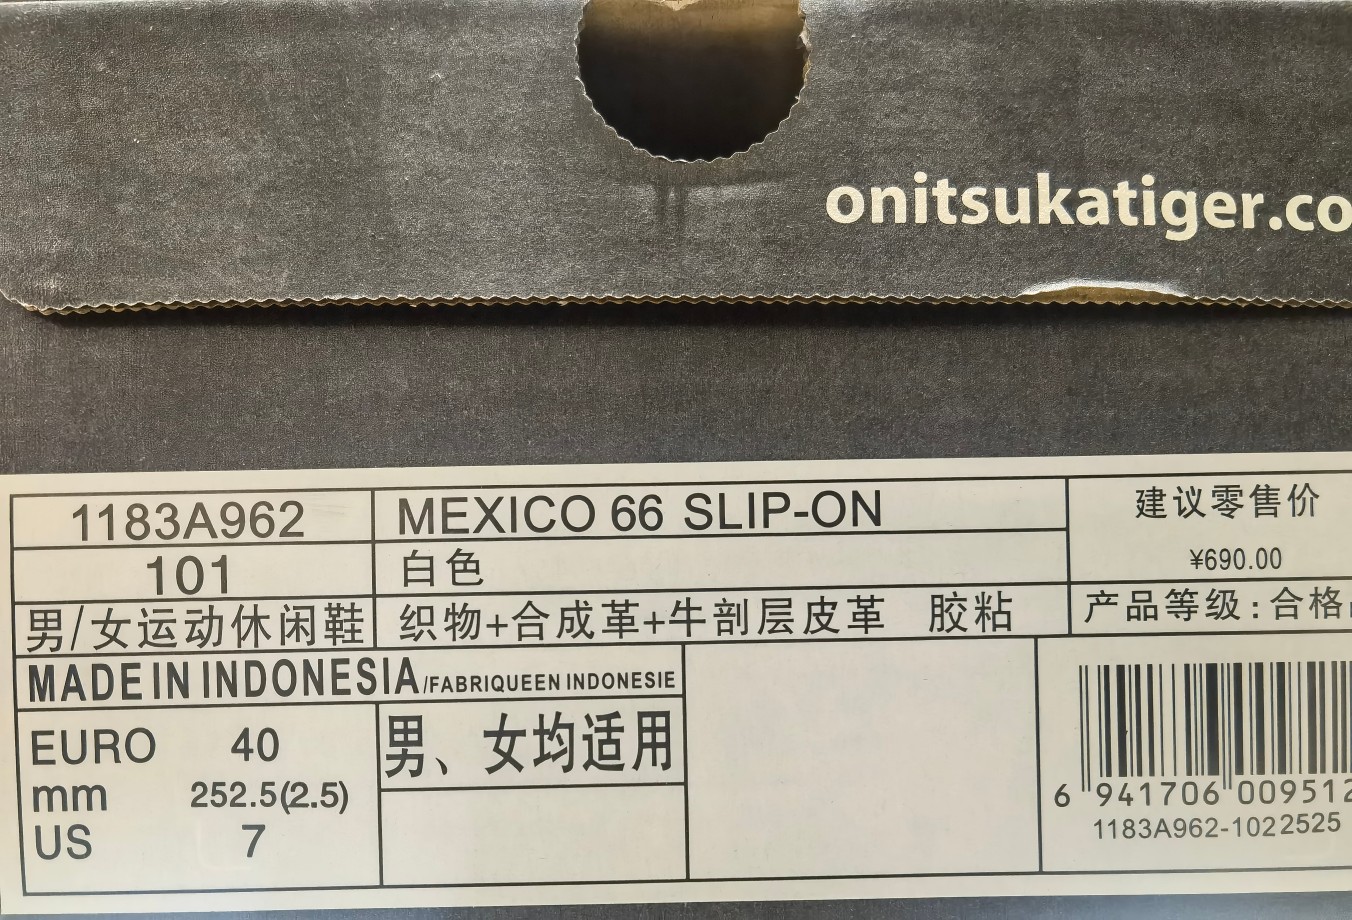 onitsukatiger.co
1183A962
MEXICO 66 SLIP-ON
建议零售价
¥690.00
101
白色
男/女运动休闲鞋
织物+合成革+牛剖层皮革 胶粘
产品等级:合格
MADE IN INDONESIA/FABRIQUEEN INDONESIE
EURO 40
男、女均适用
mm 252.5(2.5)
US 7
6 941706 009512
1183A962-1022525